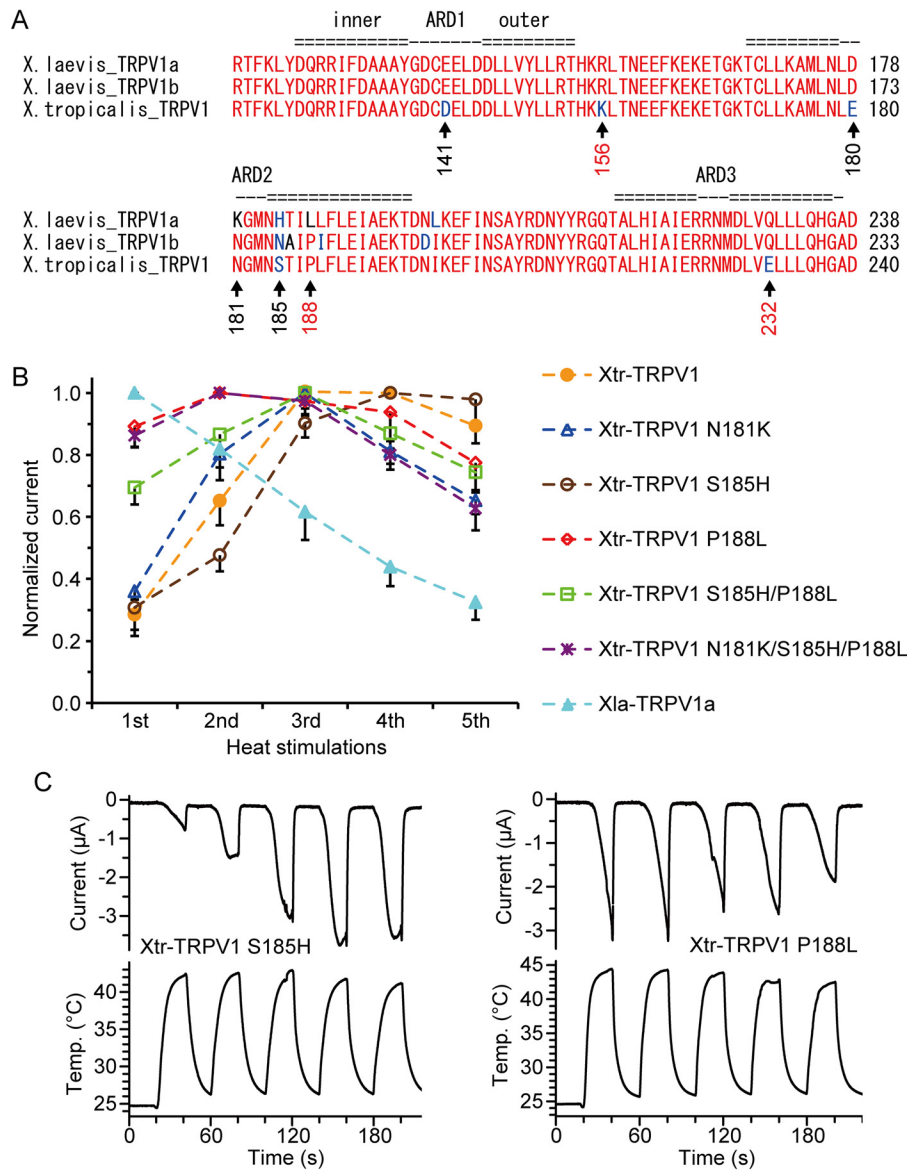 A
inner ARD1 outer
X.laevis_TRPV1a RTFKLYDQRRIFDAAAYGDCEELDDLLVYLLRTHKRLTNEEFKEKETGKTCLLKAMLNLD 178
X.laevis_TRPV1b RTFKLYDQRRIFDAAAYGDCEELDDLLVYLLRTHKRLTNEEFKEKETGKTCLLKAMLNLD 173
X.tropicalis_TRPV1 RTFKLYDQRRIFDAAAYGDCDELDDLLVYLLRTHKKLTNEEFKEKETGKTCLLKAMLNLE 180
141 156 180
ARD2 ARD3
X.laevis_TRPV1a KGMNHTILLFLEIAEKTDNLKEFINSAYRDNYYRGQTALHIAIERRNMDLVQLLLQHGAD 238
X.laevis_TRPV1b NGMNNAIPIFLEIAEKTDDIKEFINSAYRDNYYRGQTALHIAIERRNMDLVQLLLQHGAD 233
X.tropicalis_TRPV1 NGMNSTIPLFLEIAEKTDNIKEFINSAYRDNYYRGQTALHIAIERRNMDLVELLLQHGAD 240
181 185 188 232
B
Normalized current
1.0
0.8
0.6
0.4
0.2
0.0
1st 2nd 3rd 4th 5th
Heat stimulations
Xtr-TRPV1
Xtr-TRPV1 N181K
Xtr-TRPV1 S185H
Xtr-TRPV1 P188L
Xtr-TRPV1 S185H/P188L
Xtr-TRPV1 N181K/S185H/P188L
Xla-TRPV1a
C
Current (µA)
0
-1
-2
-3
Xtr-TRPV1 S185H
Temp. (°C)
40
35
30
25
0 60 120 180
Time (s)
Current (µA)
0
-1
-2
-3
Xtr-TRPV1 P188L
Temp. (°C)
45
40
35
30
25
0 60 120 180
Time (s)